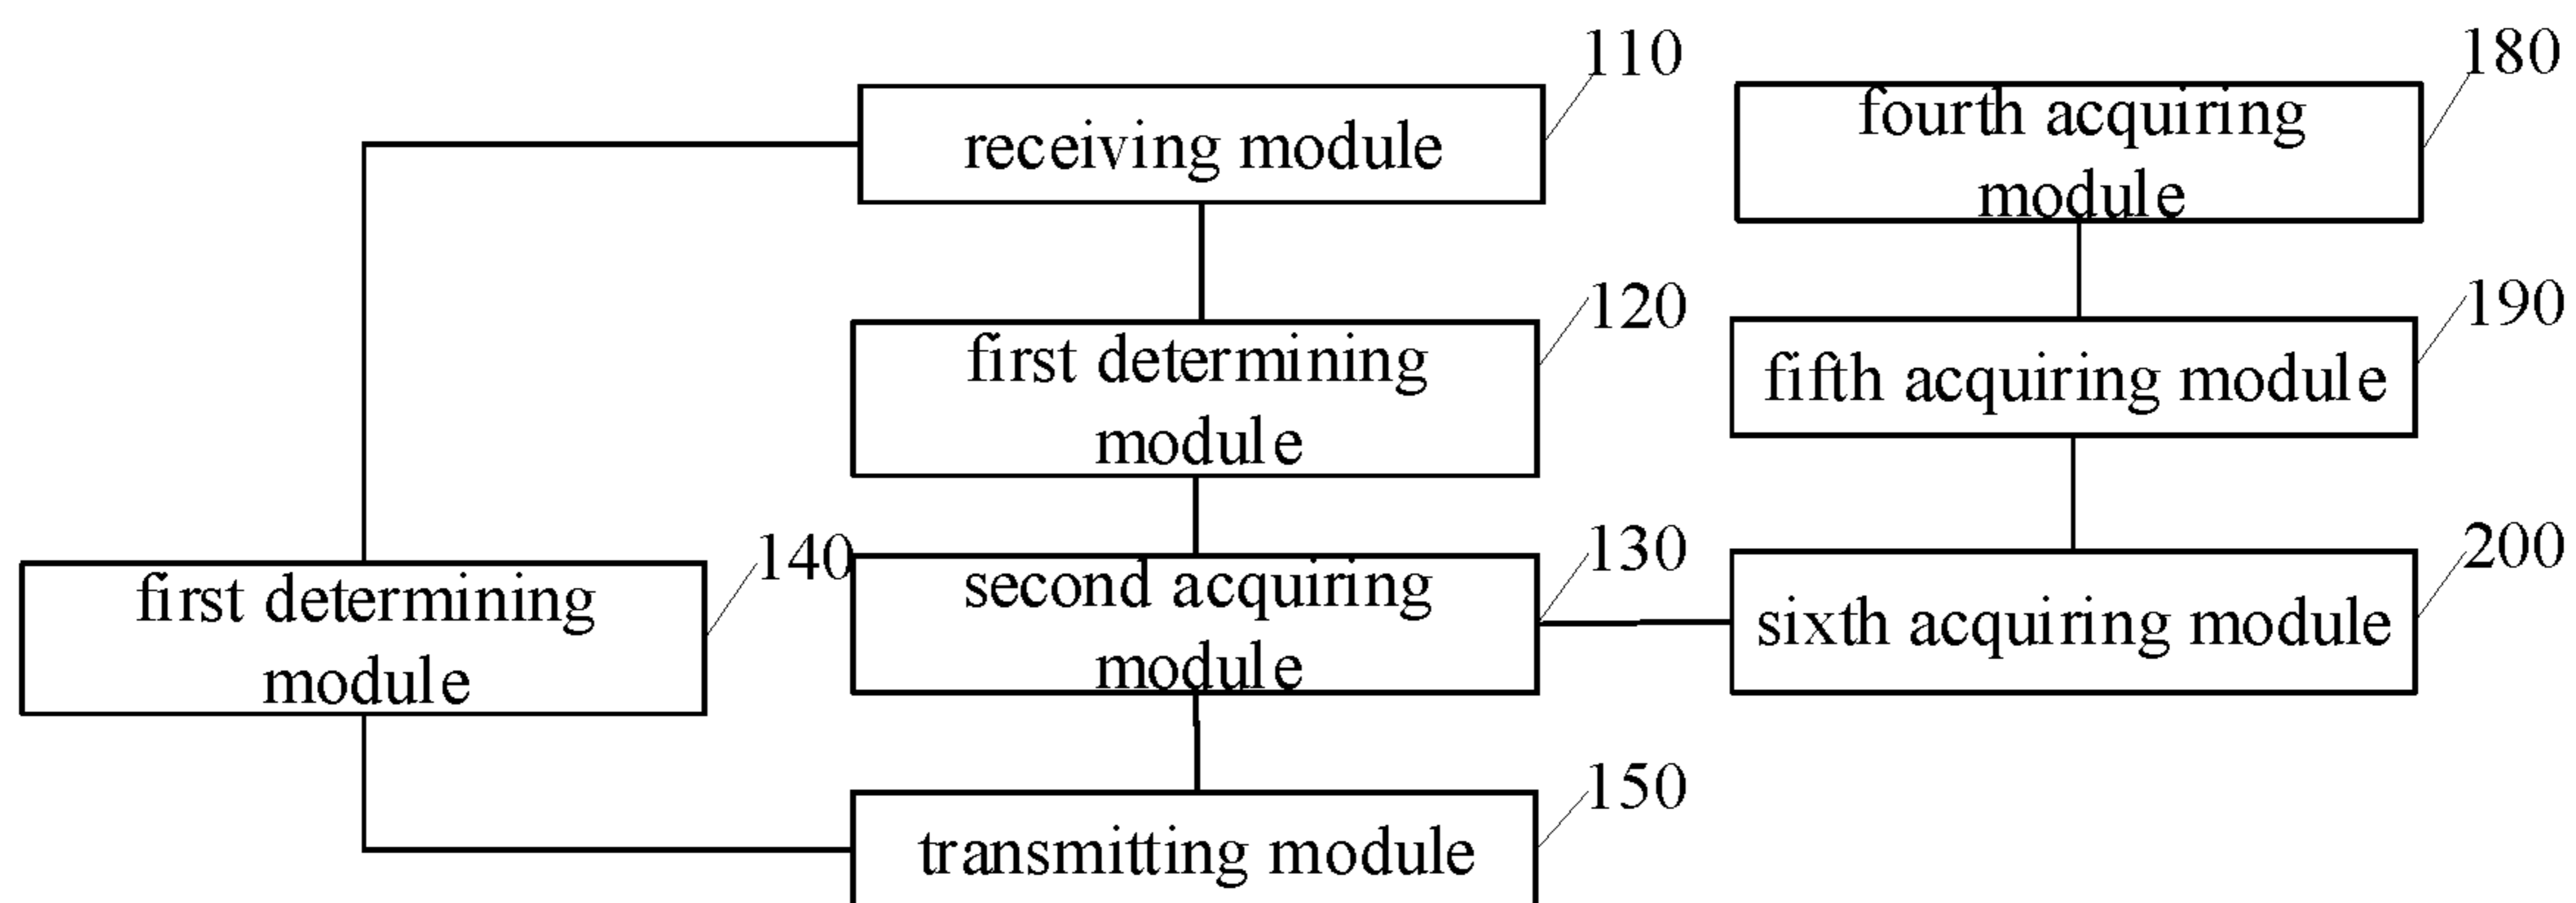 110
receiving module
180
fourth acquiring
module
120
first determining
module
190
fifth acquiring module
140
first determining
module
130
second acquiring
module
200
sixth acquiring module
150
transmitting module